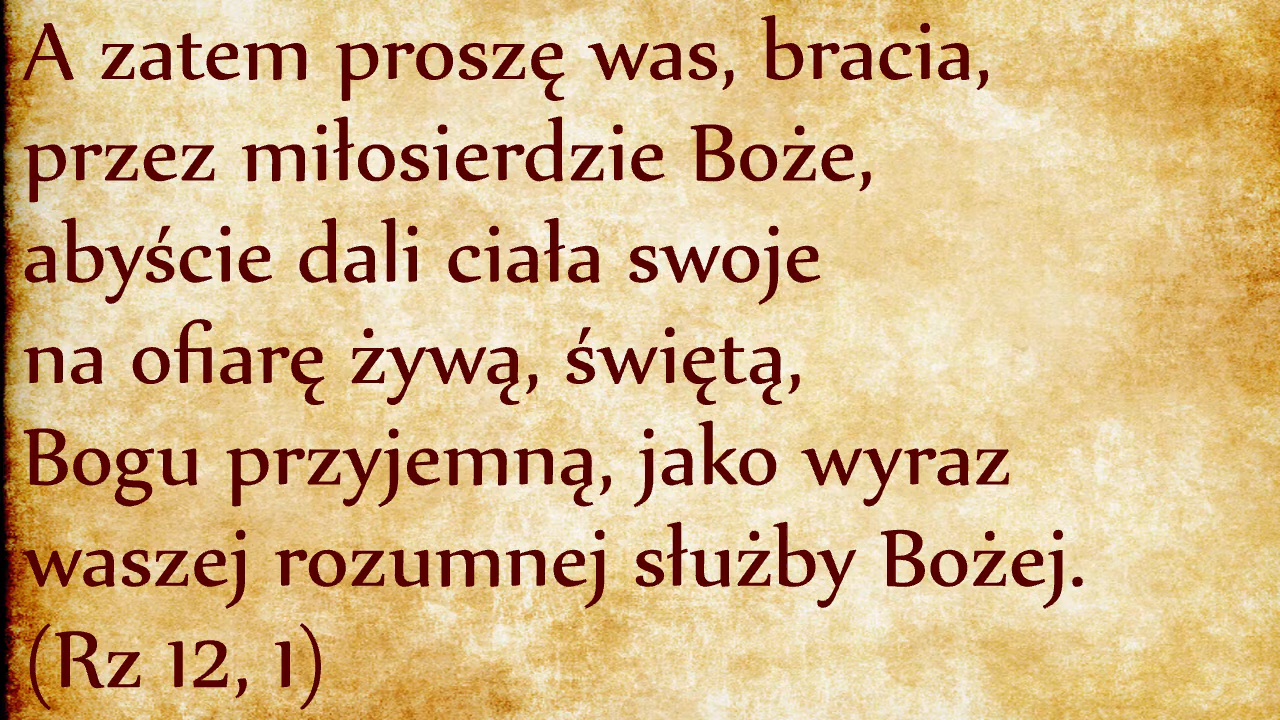 A zatem proszę was, bracia,
przez miłosierdzie Boże,
abyście dali ciała swoje
na ofiarę żywą, świętą,
Bogu przyjemną, jako wyraz
waszej rozumnej służby Bożej.
(Rz 12, 1)